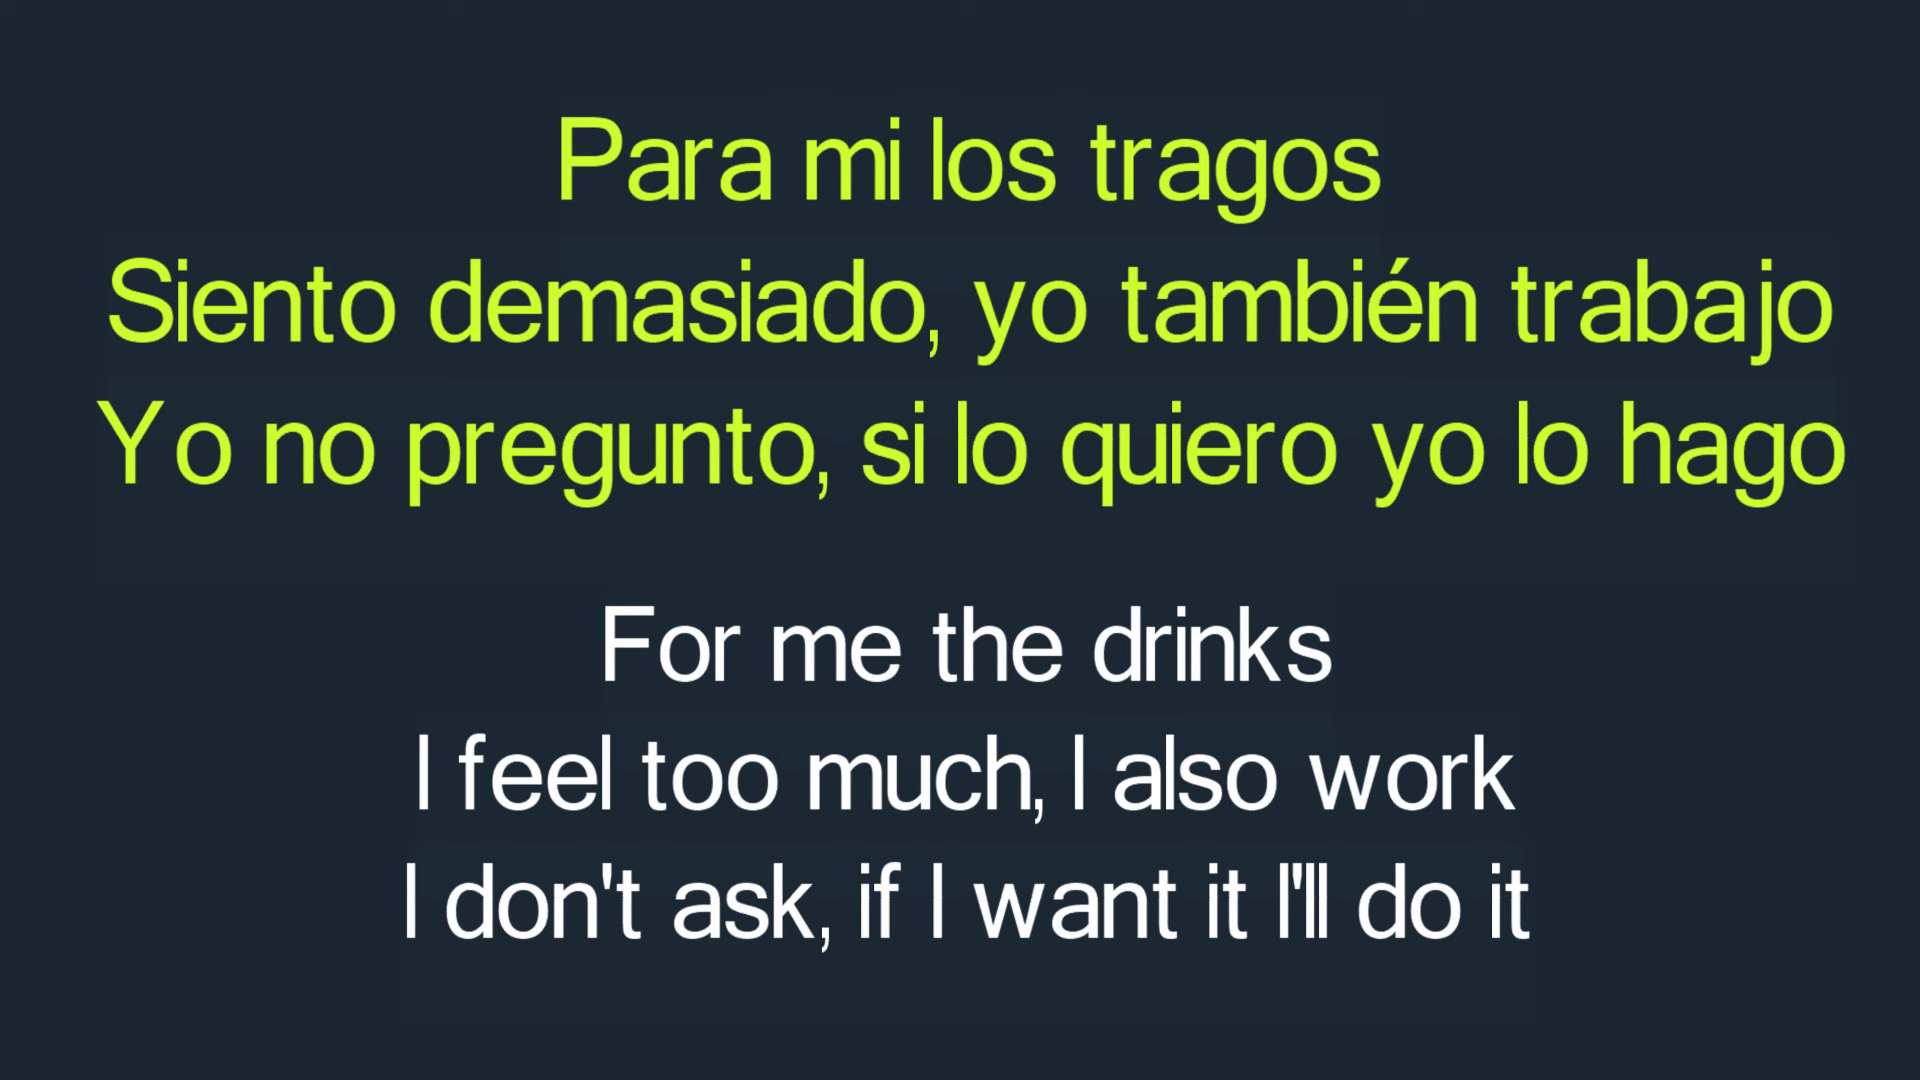 Para mi los tragos
Siento demasiado, yo también trabajo
Yo no pregunto, si lo quiero yo lo hago
For me the drinks
I feel too much, I also work
I don't ask, if I want it I'll do it